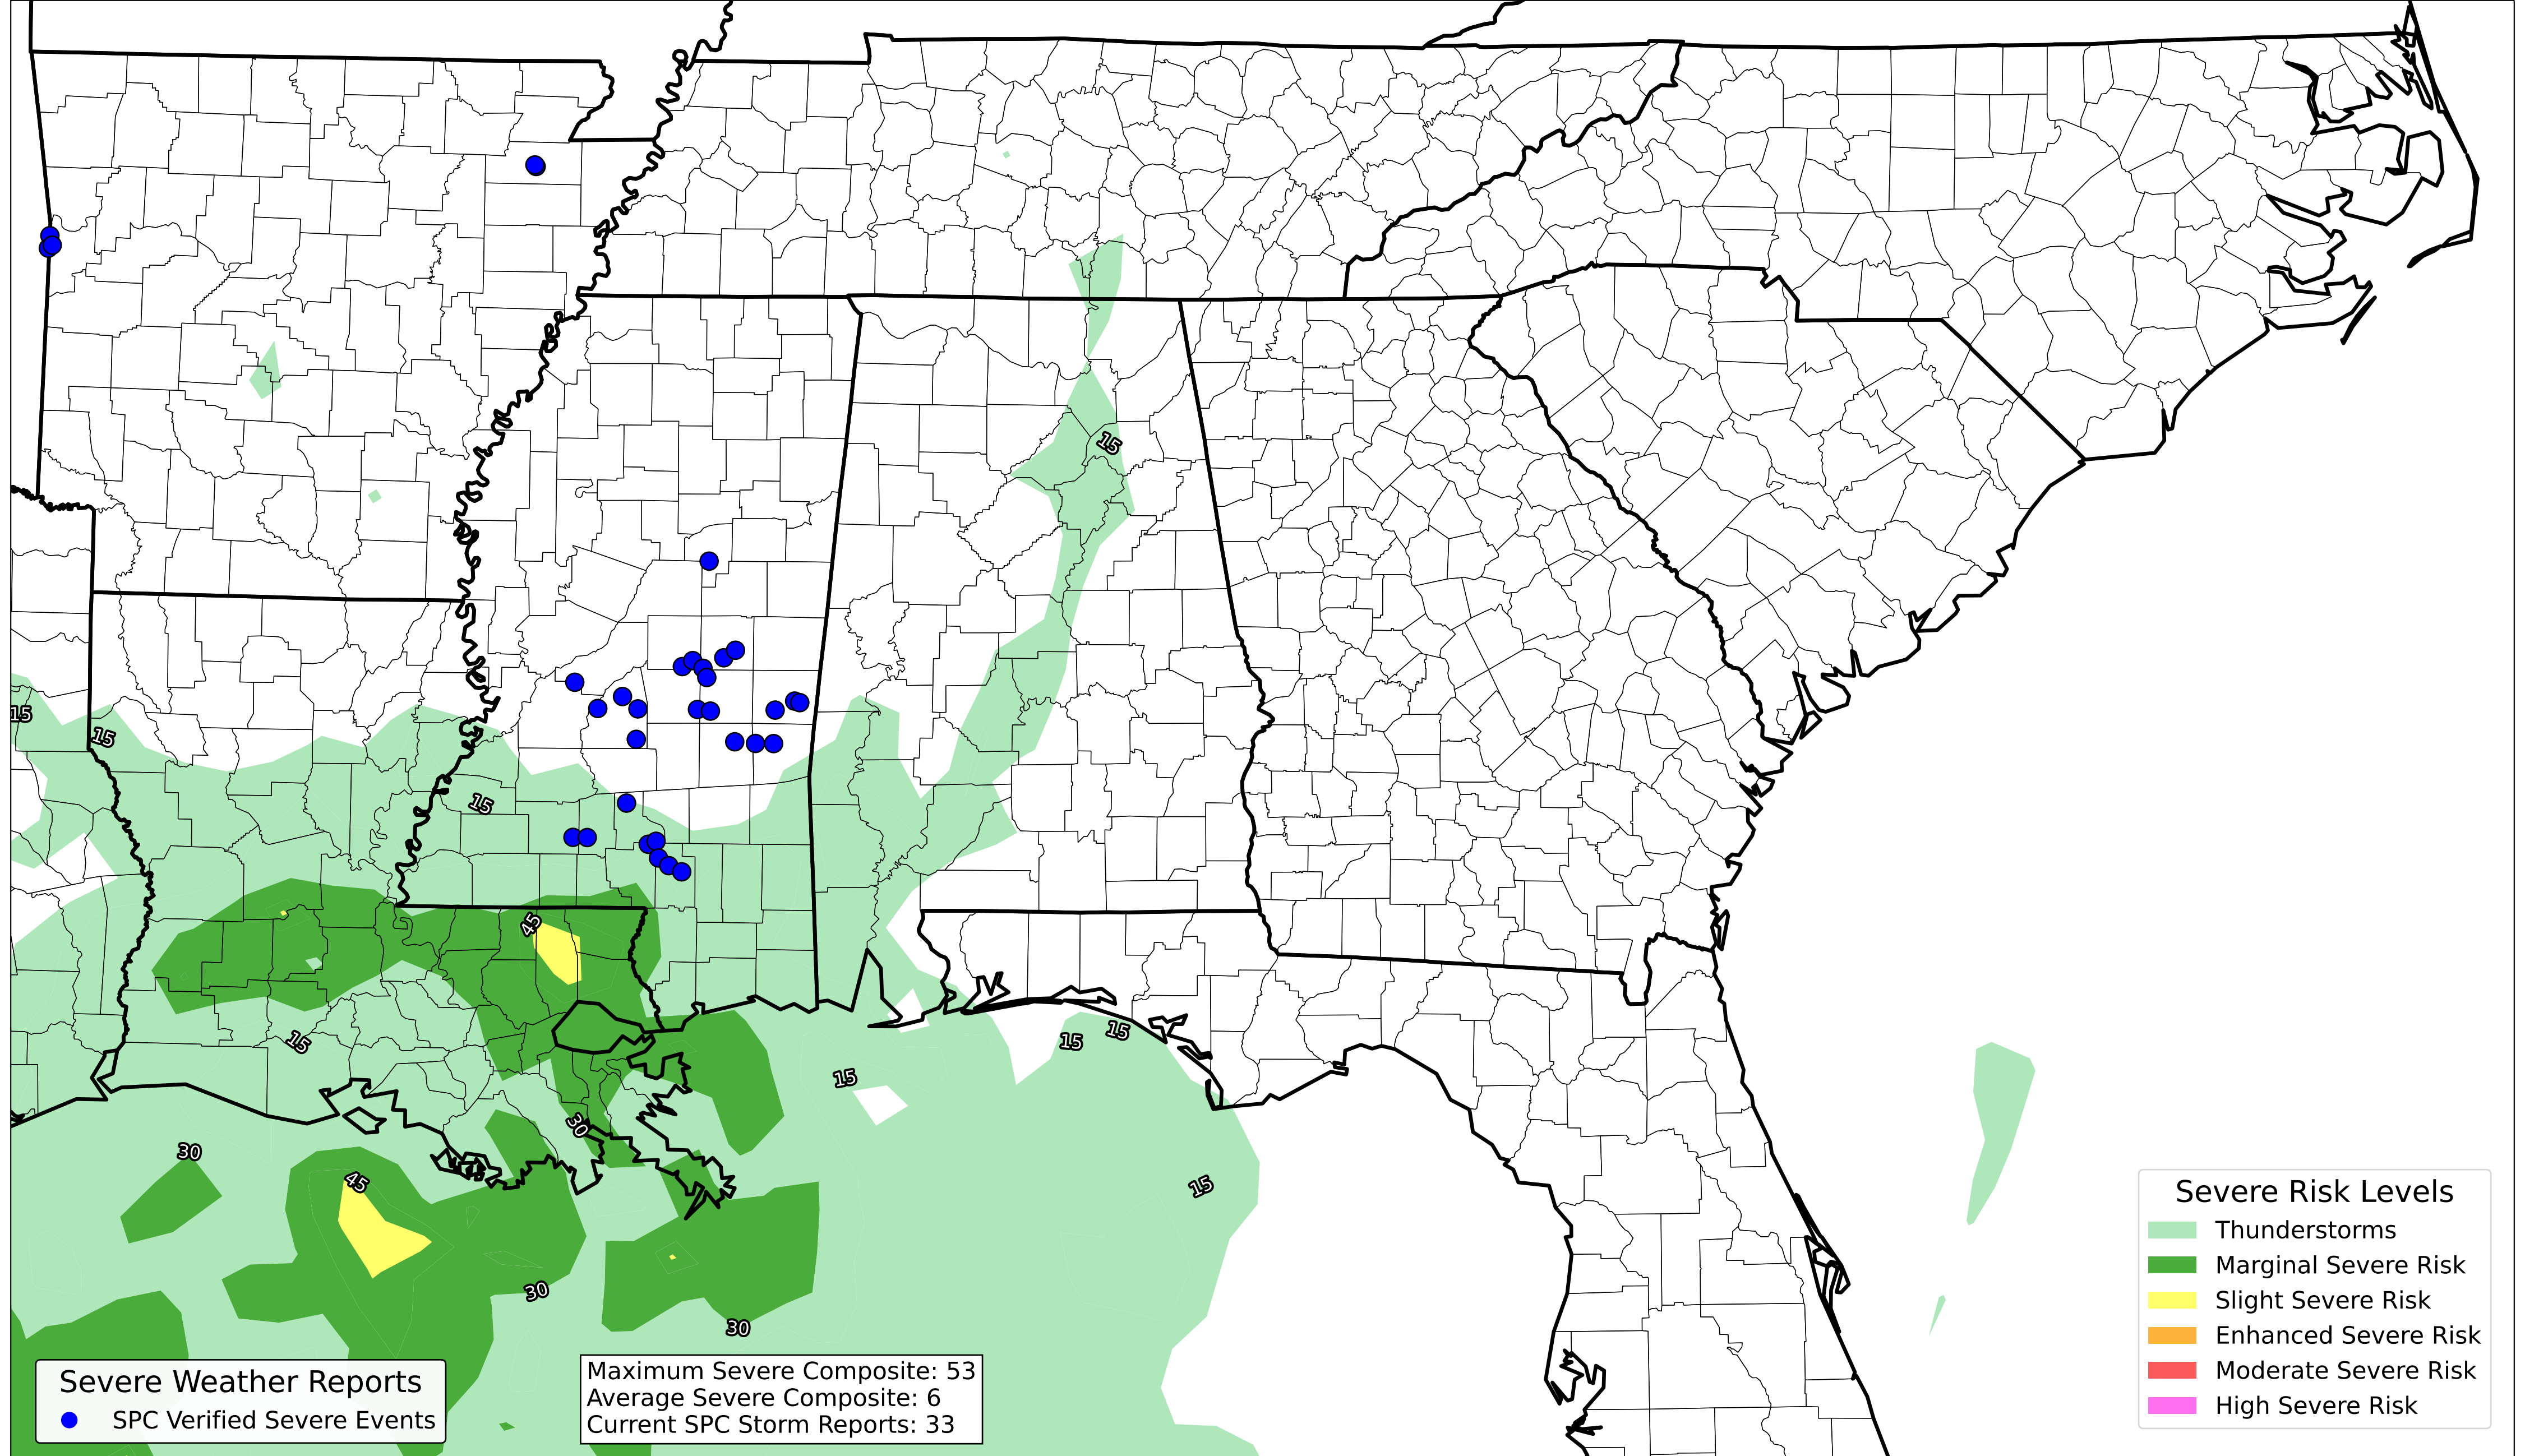 15
15
15
15
45
15
15
15
15
30
30
45
15
30
30
Severe Risk Levels
Thunderstorms
Marginal Severe Risk
Slight Severe Risk
Enhanced Severe Risk
Moderate Severe Risk
High Severe Risk
Severe Weather Reports
SPC Verified Severe Events
Maximum Severe Composite: 53
Average Severe Composite: 6
Current SPC Storm Reports: 33